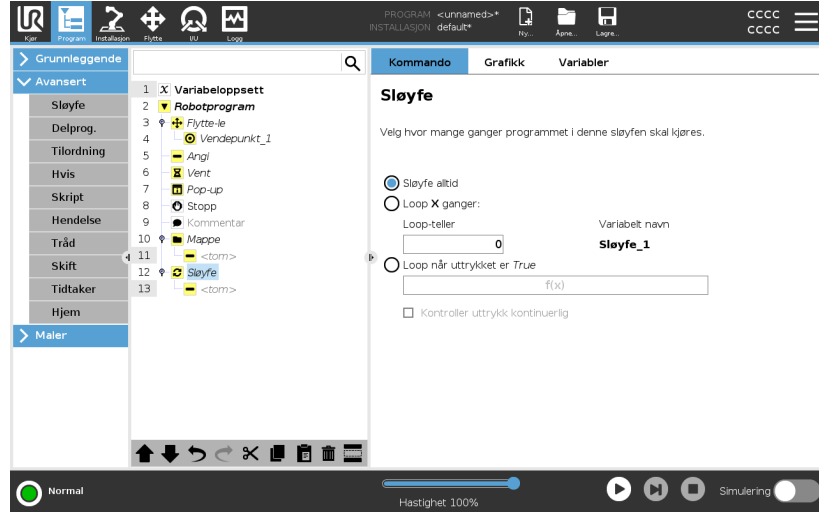 UR
PROGRAM <unnamed>*
INSTALLASJON default*
cccc
cccc
Kjør Program Installasjon Flytte I/U Logg Ny... Åpne... Lagre...
Grunnleggende
Avansert
Sløyfe
Delprog.
Tilordning
Hvis
Skript
Hendelse
Tråd
Skift
Tidtaker
Hjem
Maler
1 X Variabeloppsett
2 Robotprogram
3 Flytte-le
4 Vendepunkt_1
5 Angi
6 Vent
7 Pop-up
8 Stopp
9 Kommentar
10 Mappe
11 <tom>
12 Sløyfe
13 <tom>
Kommando Grafikk Variabler
Sløyfe
Velg hvor mange ganger programmet i denne sløyfen skal kjøres.
Sløyfe alltid
Loop X ganger:
Loop-teller Variabelt navn
0 Sløyfe_1
Loop når uttrykket er True
f(x)
Kontroller uttrykk kontinuerlig
Normal
Hastighet 100%
Simulering